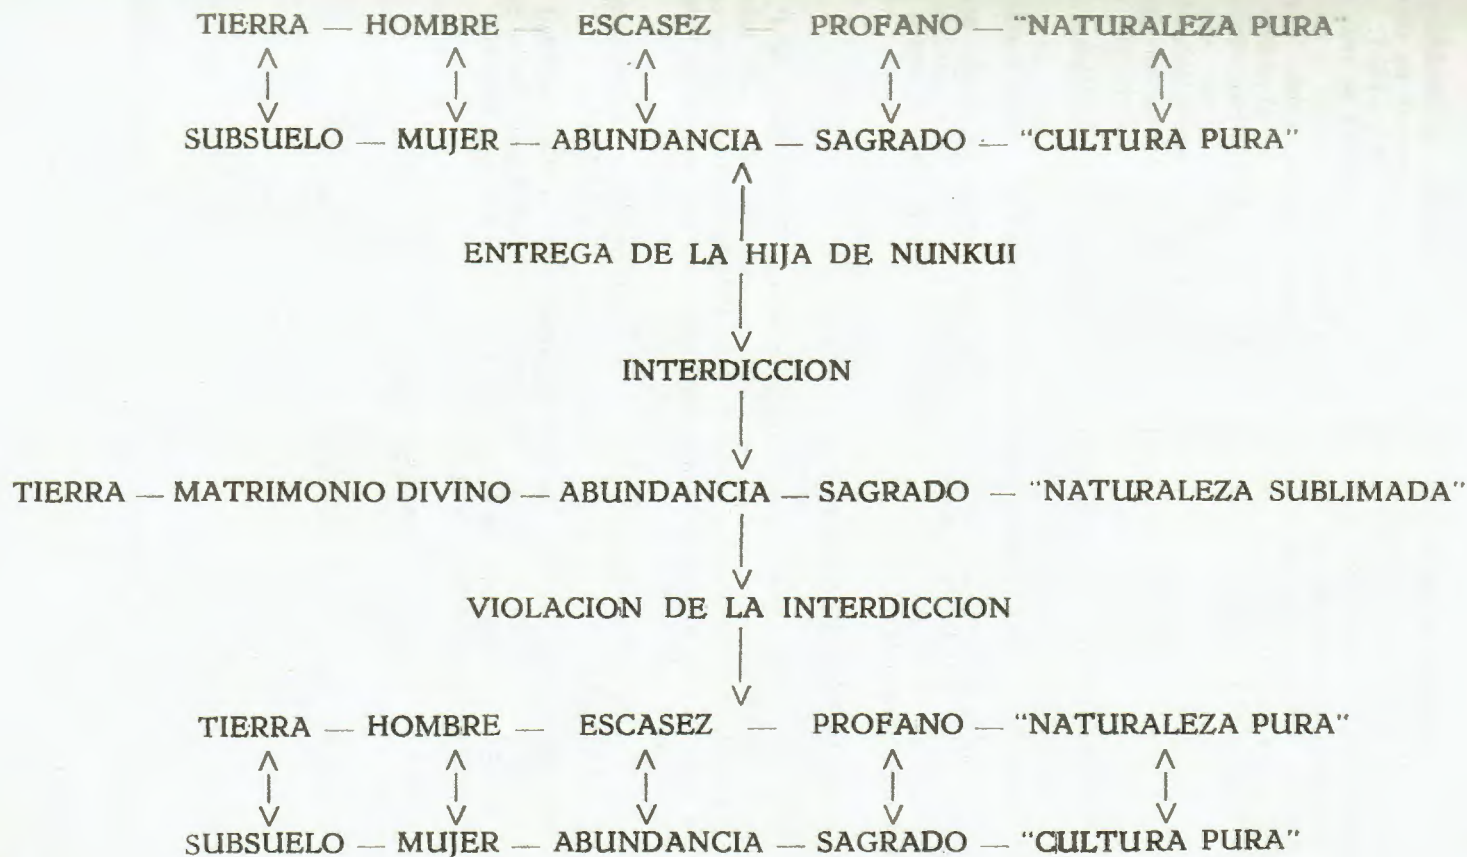 TIERRA — HOMBRE — ESCASEZ — PROFANO — "NATURALEZA PURA"
SUBSUELO — MUJER — ABUNDANCIA — SAGRADO — "CULTURA PURA"
ENTREGA DE LA HIJA DE NUNKUI
INTERDICCION
TIERRA — MATRIMONIO DIVINO — ABUNDANCIA — SAGRADO — "NATURALEZA SUBLIMADA"
VIOLACION DE LA INTERDICCION
TIERRA — HOMBRE — ESCASEZ — PROFANO — "NATURALEZA PURA"
SUBSUELO — MUJER — ABUNDANCIA — SAGRADO — "CULTURA PURA"